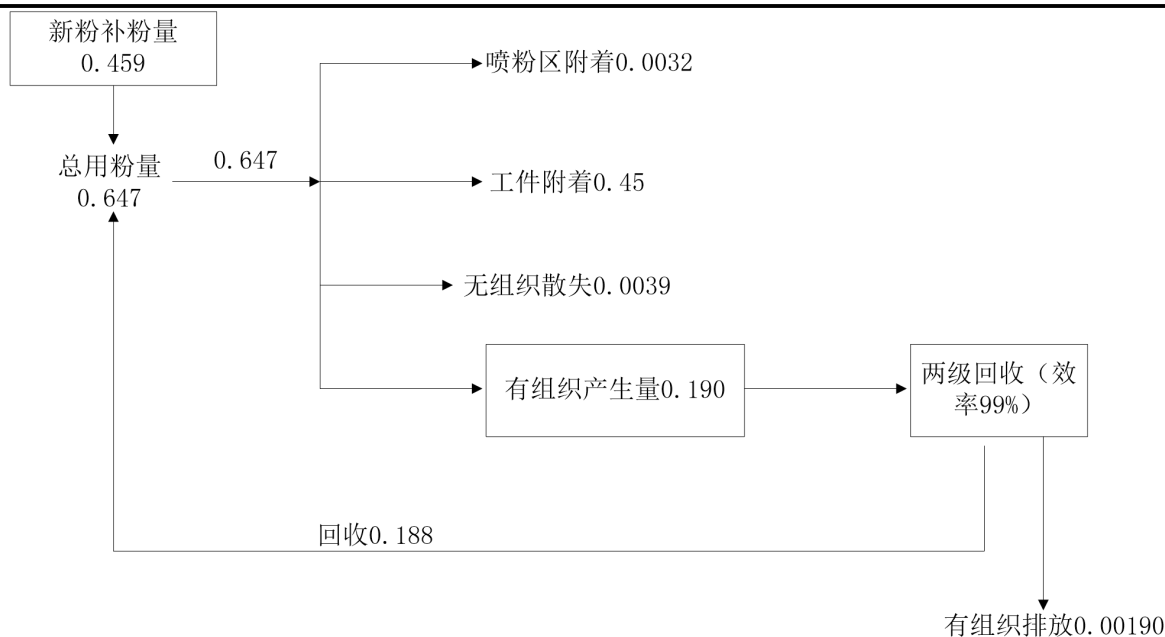 新粉补粉量
0.459
喷粉区附着0.0032
总用粉量
0.647
0.647
工件附着0.45
无组织散失0.0039
有组织产生量0.190
两级回收（效
率99%）
回收0.188
有组织排放0.00190